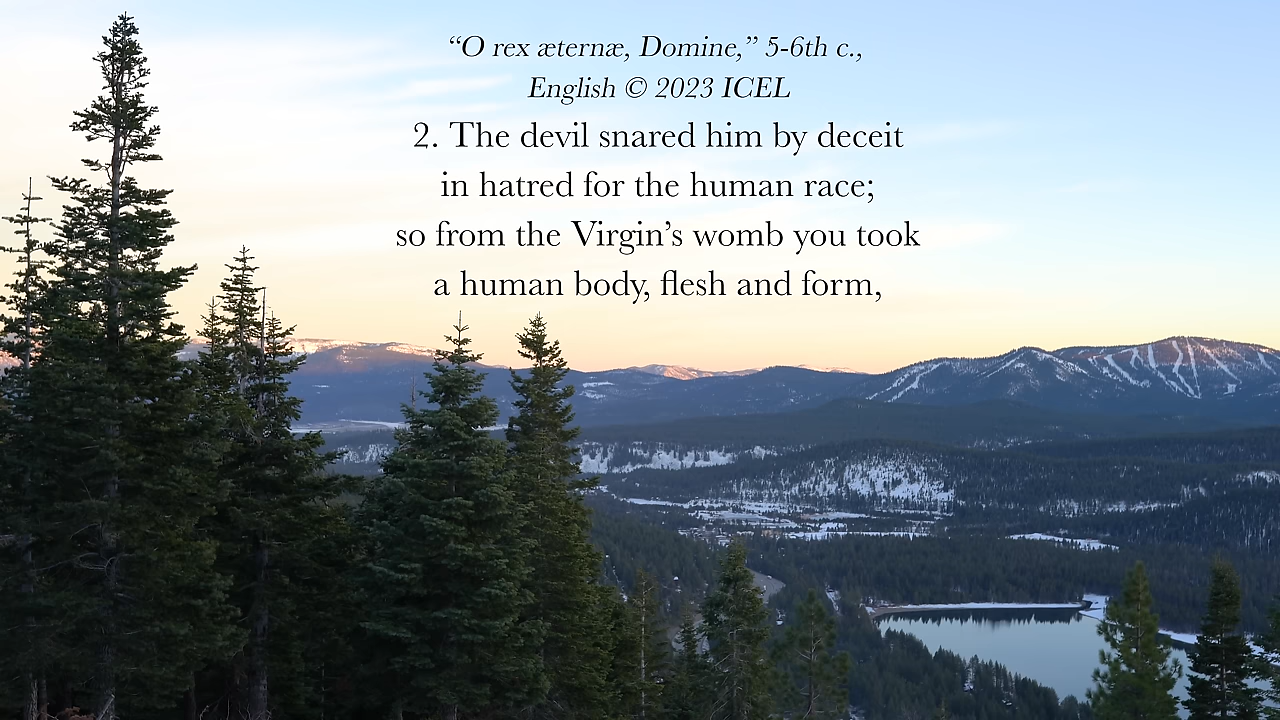 “O rex æternæ, Domine,” 5-6th c.,
English © 2023 ICEL
2. The devil snared him by deceit
in hatred for the human race;
so from the Virgin’s womb you took
a human body, flesh and form,